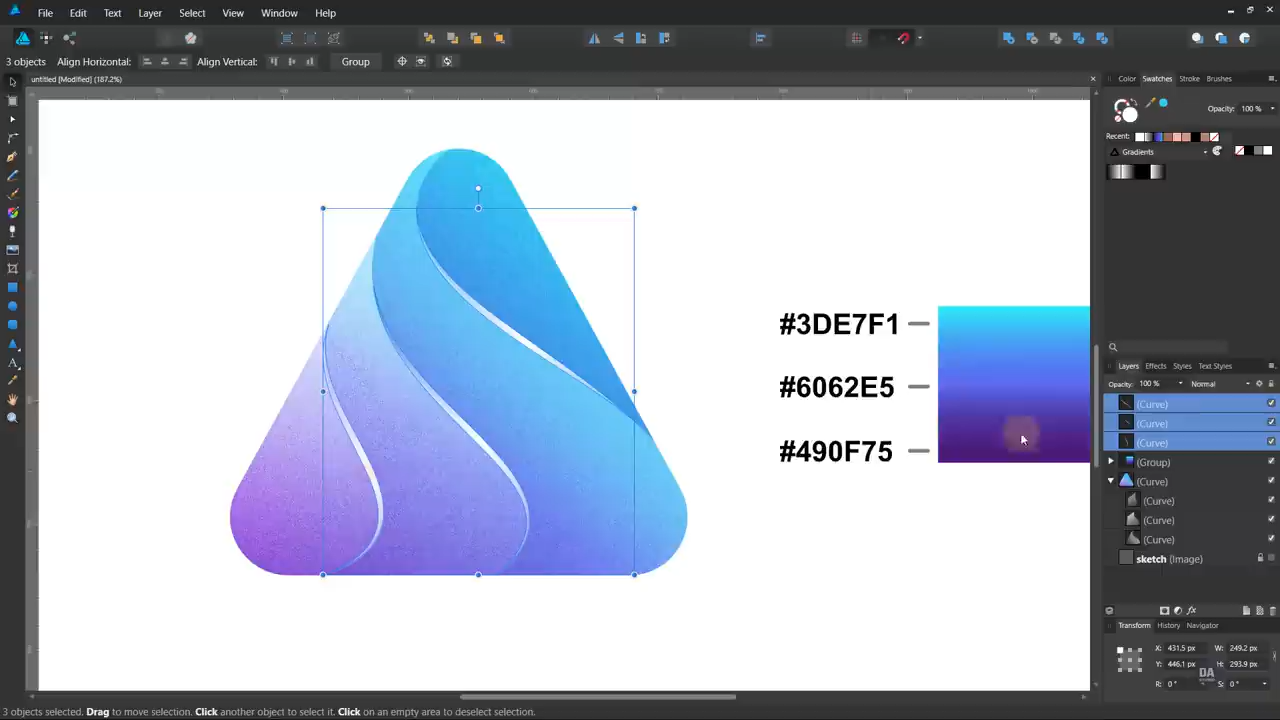 File Edit Text Layer Select View Window Help
3 objects Align Horizontal: Align Vertical: Group
untitled [Modified] (187.2%)
Color Swatches Stroke Brushes
Opacity: 100 %
Recent:
Gradients
#3DE7F1
#6062E5
#490F75
Layers Effects Styles Text Styles
Opacity: 100 % Normal
(Curve)
(Curve)
(Curve)
(Group)
(Curve)
(Curve)
(Curve)
(Curve)
sketch (Image)
fx
Transform History Navigator
X: 431.5 px W: 249.2 px
Y: 446.1 px H: 293.9 px
R: 0 ° S: 0 °
DA
3 objects selected. Drag to move selection. Click another object to select it. Click on an empty area to deselect selection.